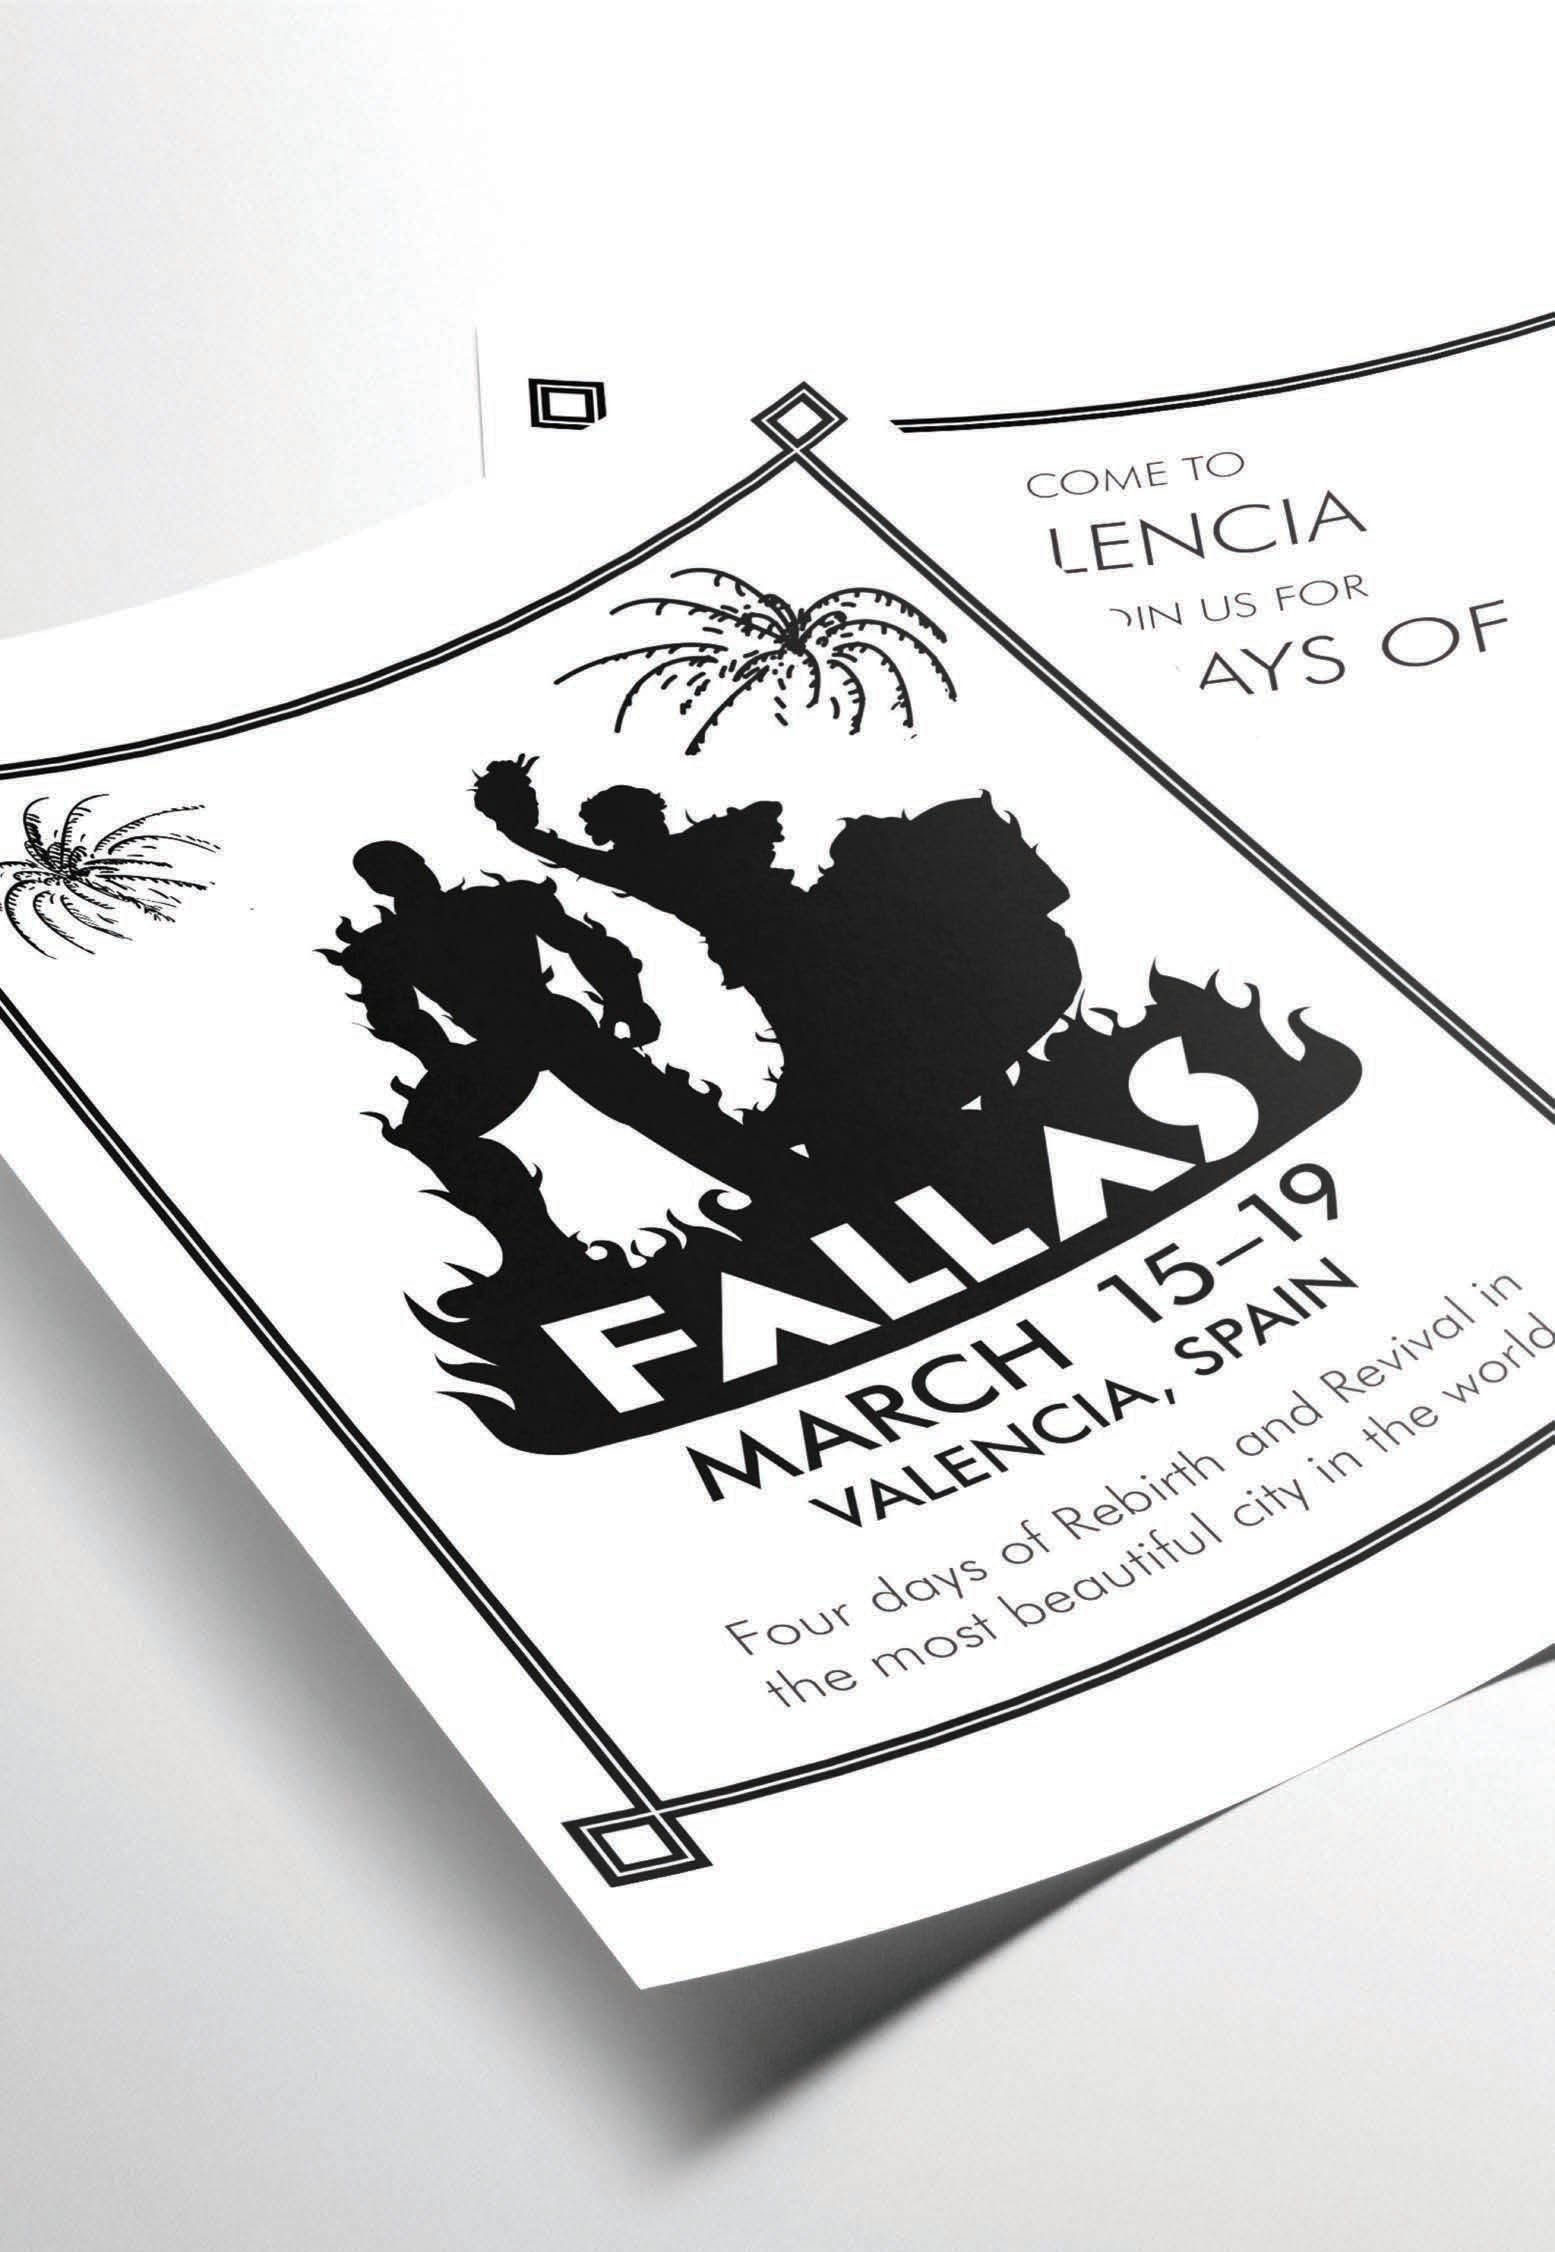 COME TO
LENCIA
OIN US FOR
AYS OF
FALLAS
MARCH 15–19
VALENCIA, SPAIN
Four days of Rebirth and Revival in
the most beautiful city in the world